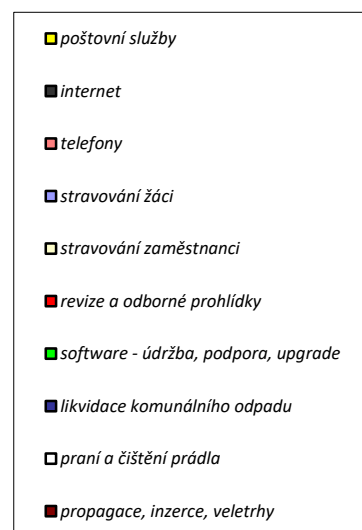 poštovní služby
internet
telefony
stravování žáci
stravování zaměstnanci
revize a odborné prohlídky
software - údržba, podpora, upgrade
likvidace komunálního odpadu
praní a čištění prádla
propagace, inzerce, veletrhy